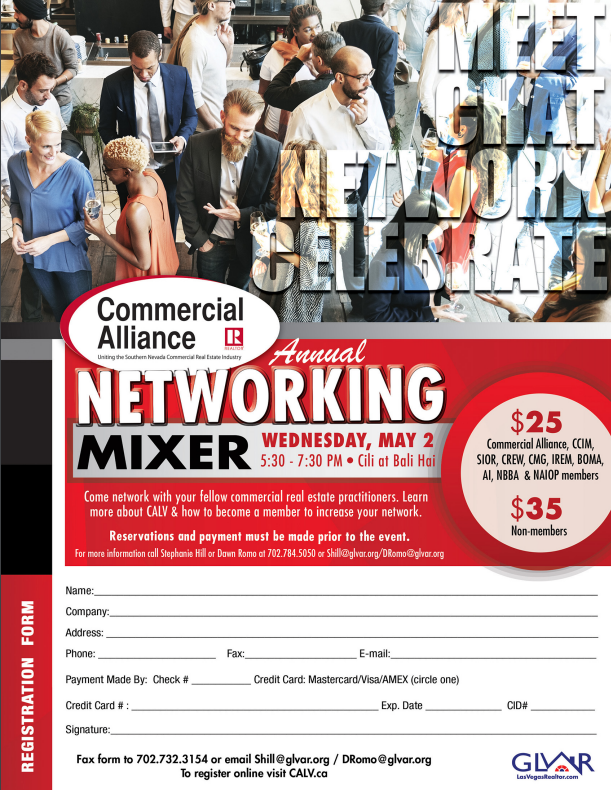 MEET
CHAT
NETWORK
CELEBRATE
Commercial
Alliance
R
REALTOR
Uniting the Southern Nevada Commercial Real Estate Industry
Annual
NETWORKING
MIXER
WEDNESDAY, MAY 2
5:30 - 7:30 PM • Cili at Bali Hai
$25
Commercial Alliance, CCIM,
SIOR, CREW, CMG, IREM, BOMA,
AI, NBBA & NAIOP members
$35
Non-members
Come network with your fellow commercial real estate practitioners. Learn
more about CALV & how to become a member to increase your network.
Reservations and payment must be made prior to the event.
For more information call Stephanie Hill or Dawn Romo at 702.784.5050 or Shill@glvar.org/DRomo@glvar.org
REGISTRATION FORM
Name:
Company:
Address:
Phone: Fax: E-mail:
Payment Made By: Check # Credit Card: Mastercard/Visa/AMEX (circle one)
Credit Card # : Exp. Date CID#
Signature:
Fax form to 702.732.3154 or email Shill@glvar.org / DRomo@glvar.org
To register online visit CALV.ca
GLVAR
LasVegasRealtor.com